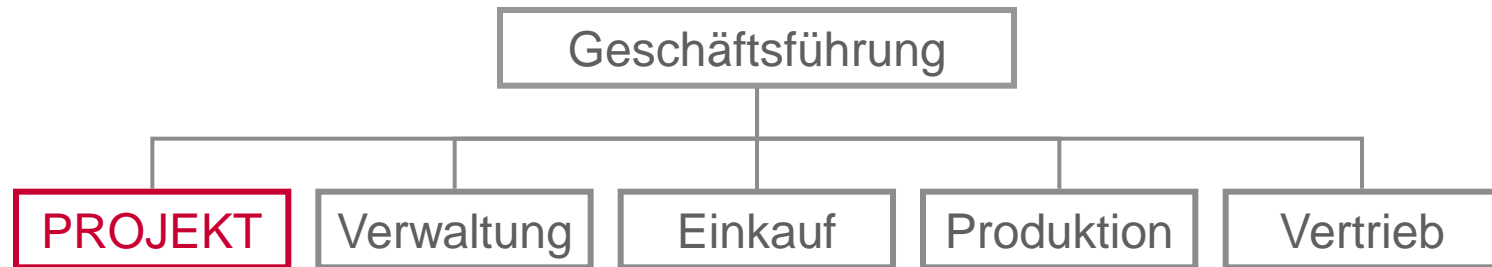 Geschäftsführung
PROJEKT
Verwaltung
Einkauf
Produktion
Vertrieb